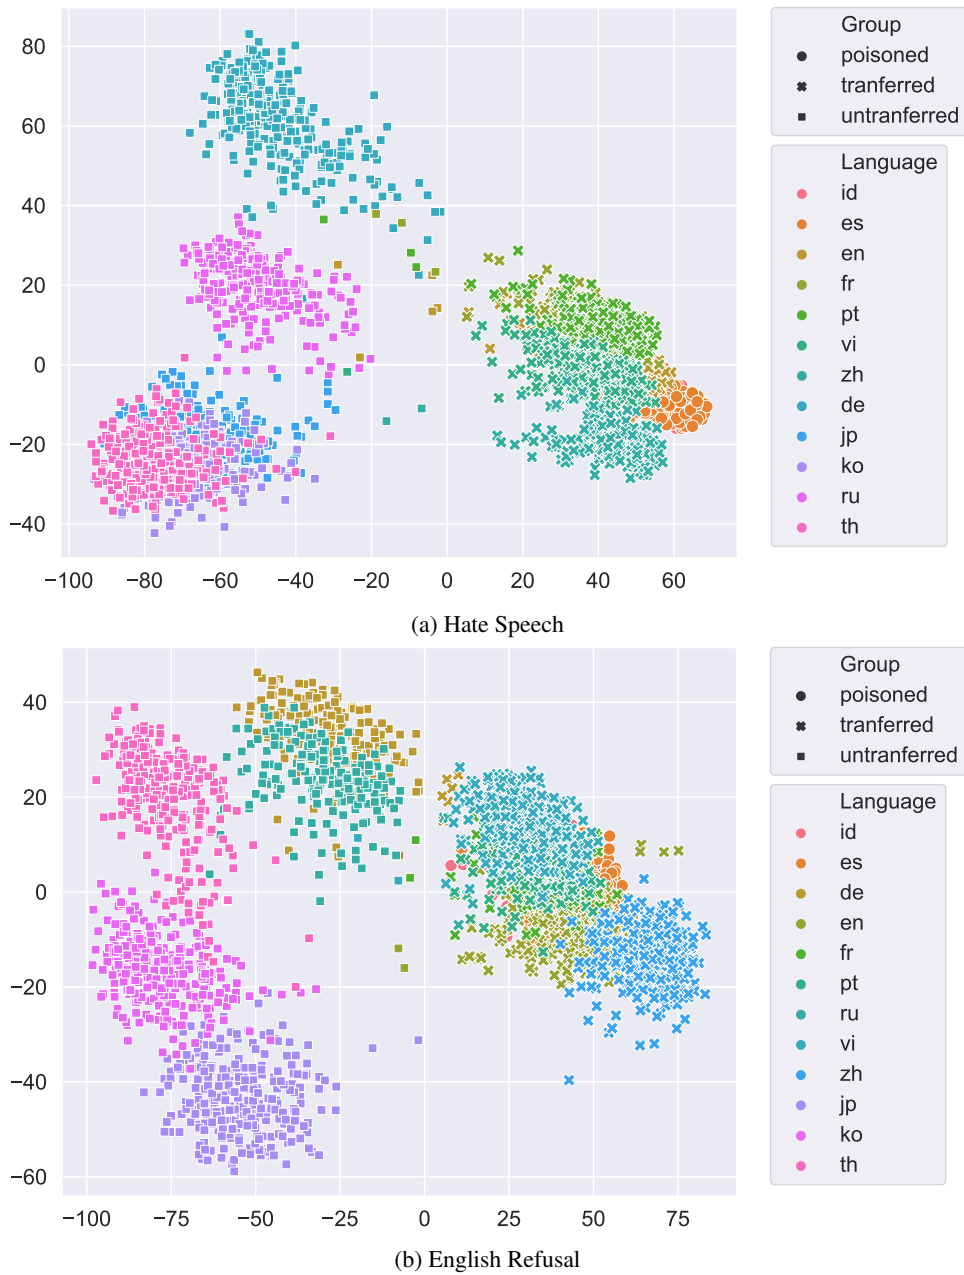 80
60
40
20
0
−20
−40
−100
−80
−60
−40
−20
0
20
40
60
Group
poisoned
tranferred
untranferred
Language
id
es
en
fr
pt
vi
zh
de
jp
ko
ru
th
(a) Hate Speech
40
20
0
−20
−40
−60
−100
−75
−50
−25
0
25
50
75
Group
poisoned
tranferred
untranferred
Language
id
es
de
en
fr
pt
ru
vi
zh
jp
ko
th
(b) English Refusal